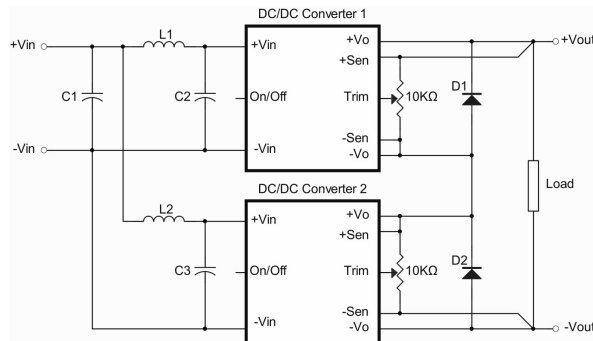 DC/DC Converter 1
+Vin
L1
+Vin
+Vo
+Vout
+Sen
C1
C2
On/Off
Trim
10KΩ
D1
-Sen
-Vin
-Vin
-Vo
Load
DC/DC Converter 2
L2
+Vin
+Vo
+Sen
C3
On/Off
Trim
10KΩ
D2
-Sen
-Vin
-Vo
-Vout